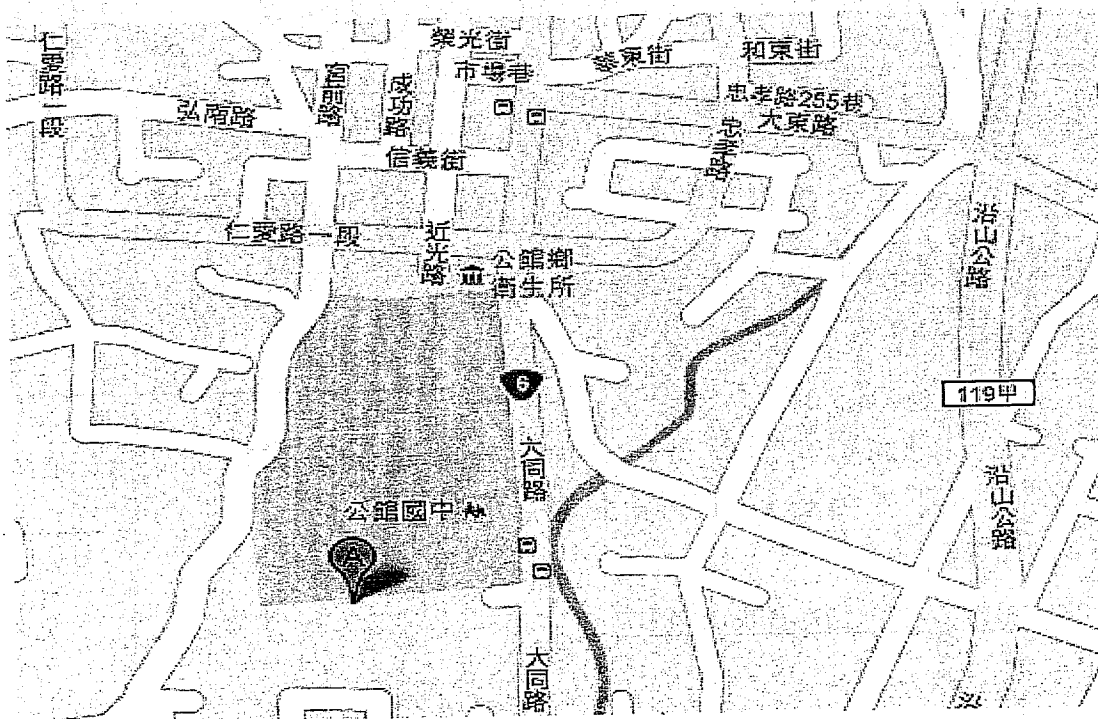 仁愛路一段
榮光街
市場巷
華東街
和東街
宮前路
成功路
弘南路
忠孝路255巷
大東路
忠孝路
信義街
仁愛路一段
近光路
公館鄉
衛生所
沿山公路
6
119甲
大同路
公館國中
A
沿山公路
大同路
沿